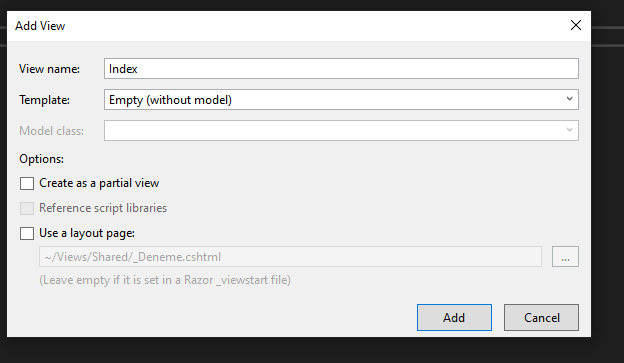 Add View
View name: Index
Template: Empty (without model)
Model class:
Options:
Create as a partial view
Reference script libraries
Use a layout page:
~/Views/Shared/_Deneme.cshtml
...
(Leave empty if it is set in a Razor _viewstart file)
Add Cancel